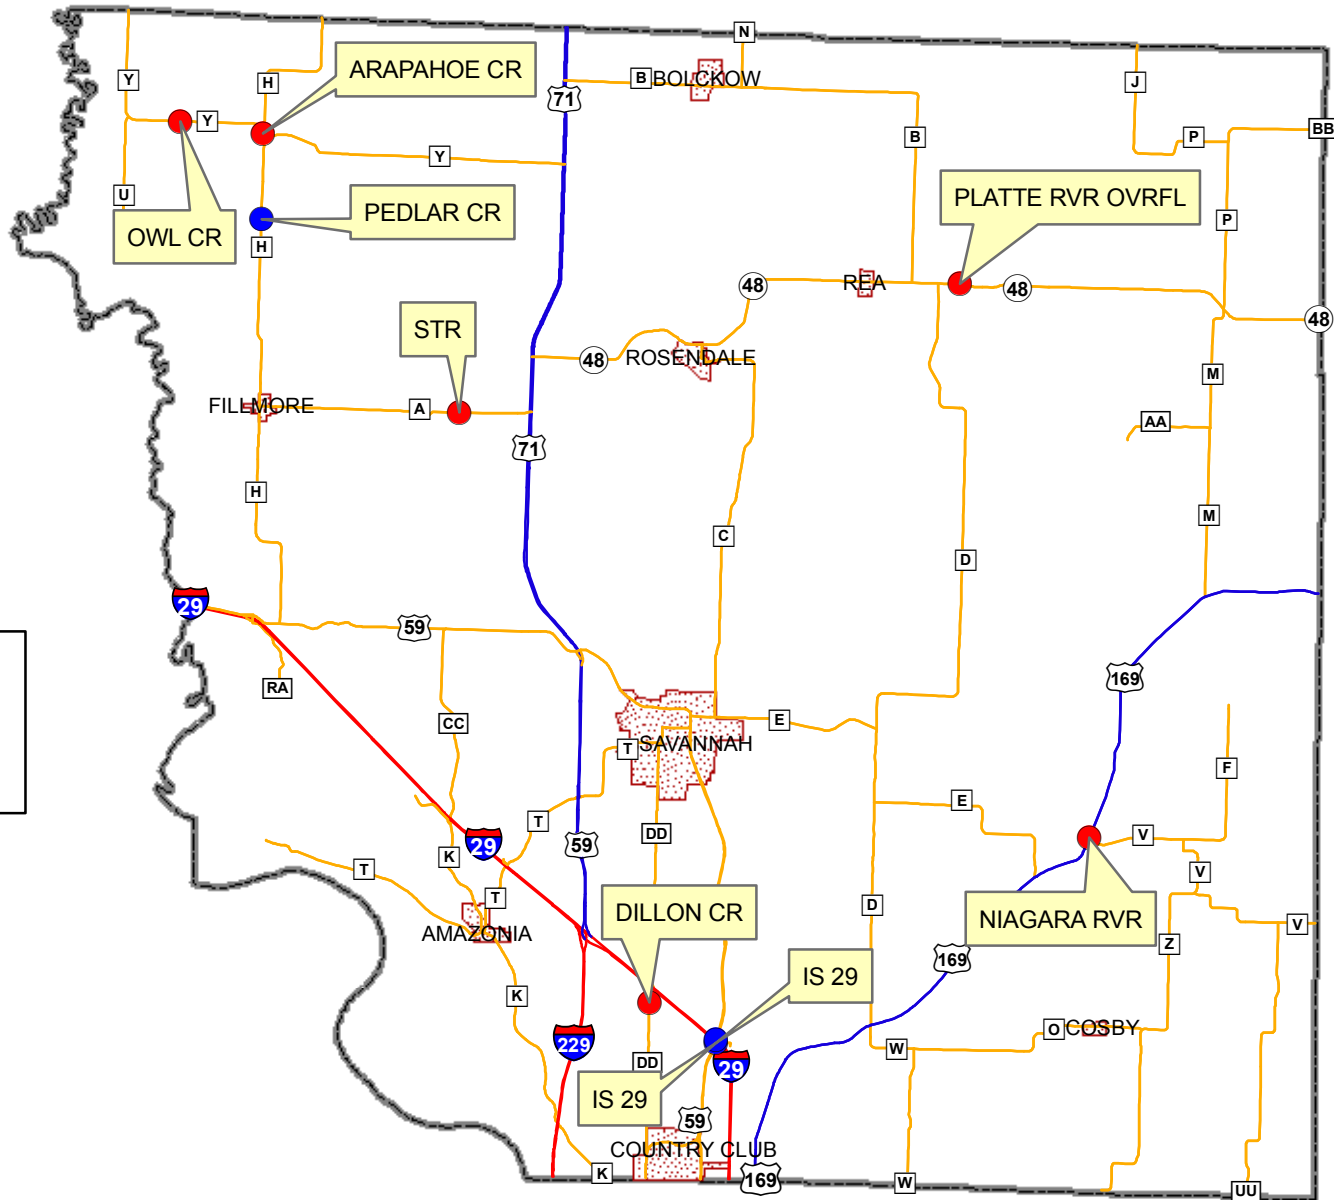 N
Y
H
ARAPAHOE CR
B
BOLCKOW
71
J
Y
P
BB
B
Y
U
PEDLAR CR
PLATTE RVR OVRFL
OWL CR
H
P
REA
48
48
48
STR
48
ROSENDALE
M
FILLMORE
A
AA
71
H
M
C
D
29
59
169
RA
CC
E
T
SAVANNAH
F
E
T
DD
V
29
59
K
T
V
T
D
DILLON CR
NIAGARA RVR
V
AMAZONIA
Z
169
IS 29
K
O
COSBY
229
W
DD
29
IS 29
59
COUNTRY CLUB
K
169
W
UU